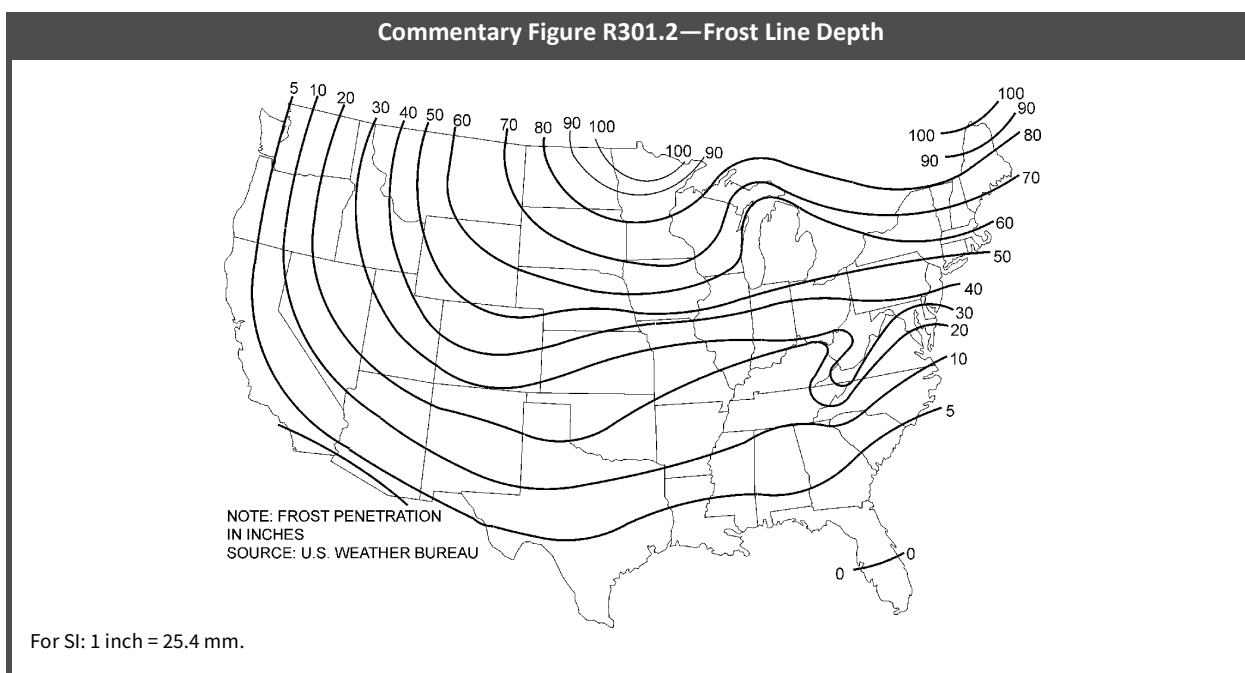 Commentary Figure R301.2—Frost Line Depth
5 10 20 30 40 50 60 70 80 90 100
100 90
100
90
100
80
90
70
60
50
40
30
20
10
5
NOTE: FROST PENETRATION
IN INCHES
SOURCE: U.S. WEATHER BUREAU
0
0
For SI: 1 inch = 25.4 mm.